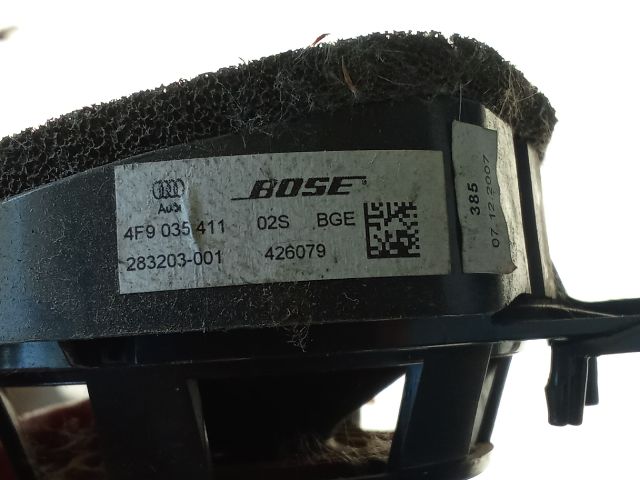 BOSE
Audi
4F9 035 411 02S BGE
283203-001 426079
385
07.12.2007